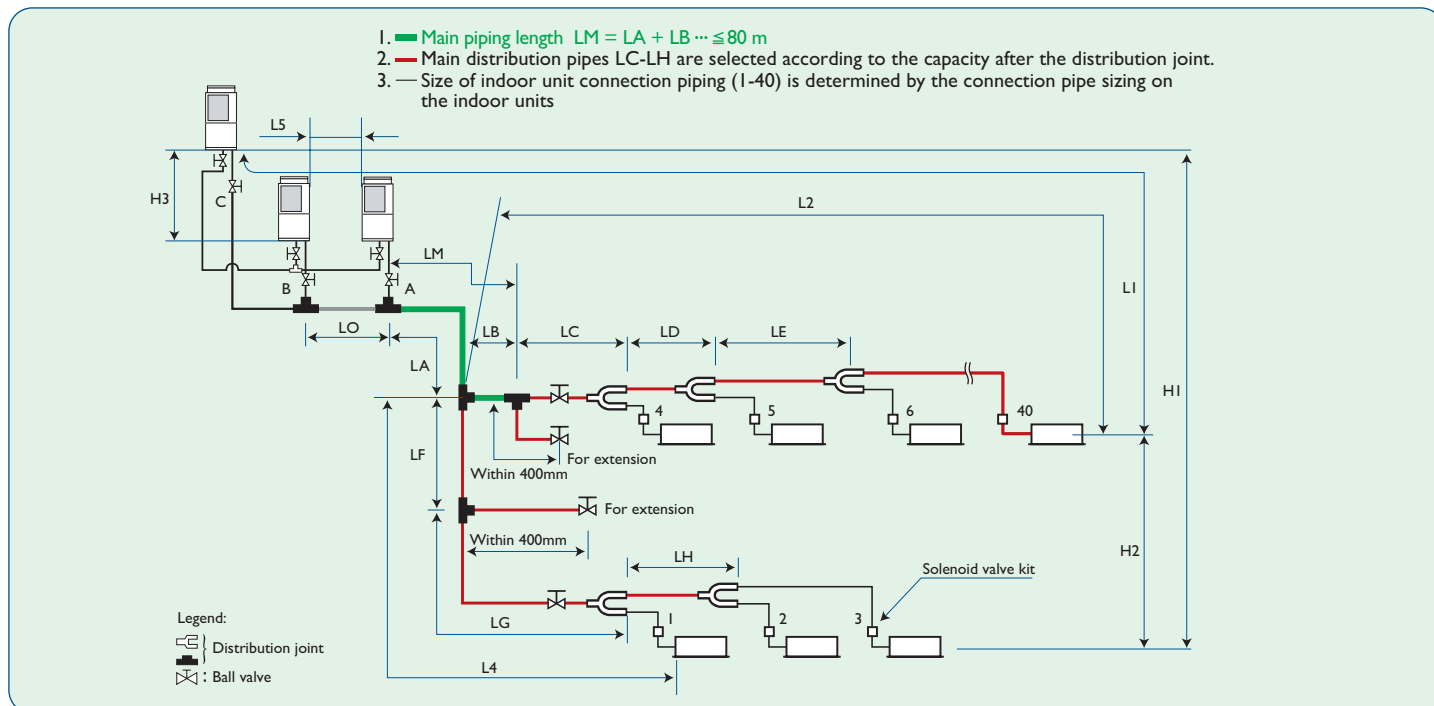 1. Main piping length LM = LA + LB ··· ≦80 m
2. Main distribution pipes LC-LH are selected according to the capacity after the distribution joint.
3. Size of indoor unit connection piping (1-40) is determined by the connection pipe sizing on
the indoor units
L5
H3
C
L2
LM
L1
B
A
LO
LB
LC
LD
LE
LA
H1
4
5
6
40
LF
For extension
Within 400mm
For extension
Within 400mm
H2
LH
Solenoid valve kit
Legend:
1
2
3
LG
Distribution joint
L4
: Ball valve